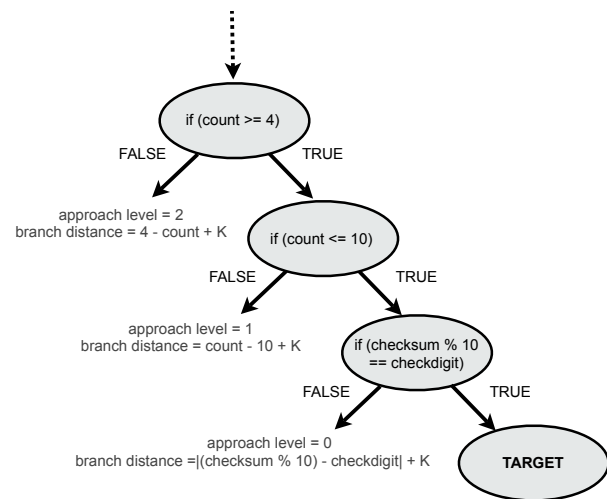 if (count >= 4)
FALSE
TRUE
approach level = 2
branch distance = 4 - count + K
if (count <= 10)
FALSE
TRUE
approach level = 1
branch distance = count - 10 + K
if (checksum % 10
== checkdigit)
FALSE
TRUE
approach level = 0
branch distance =|(checksum % 10) - checkdigit| + K
TARGET